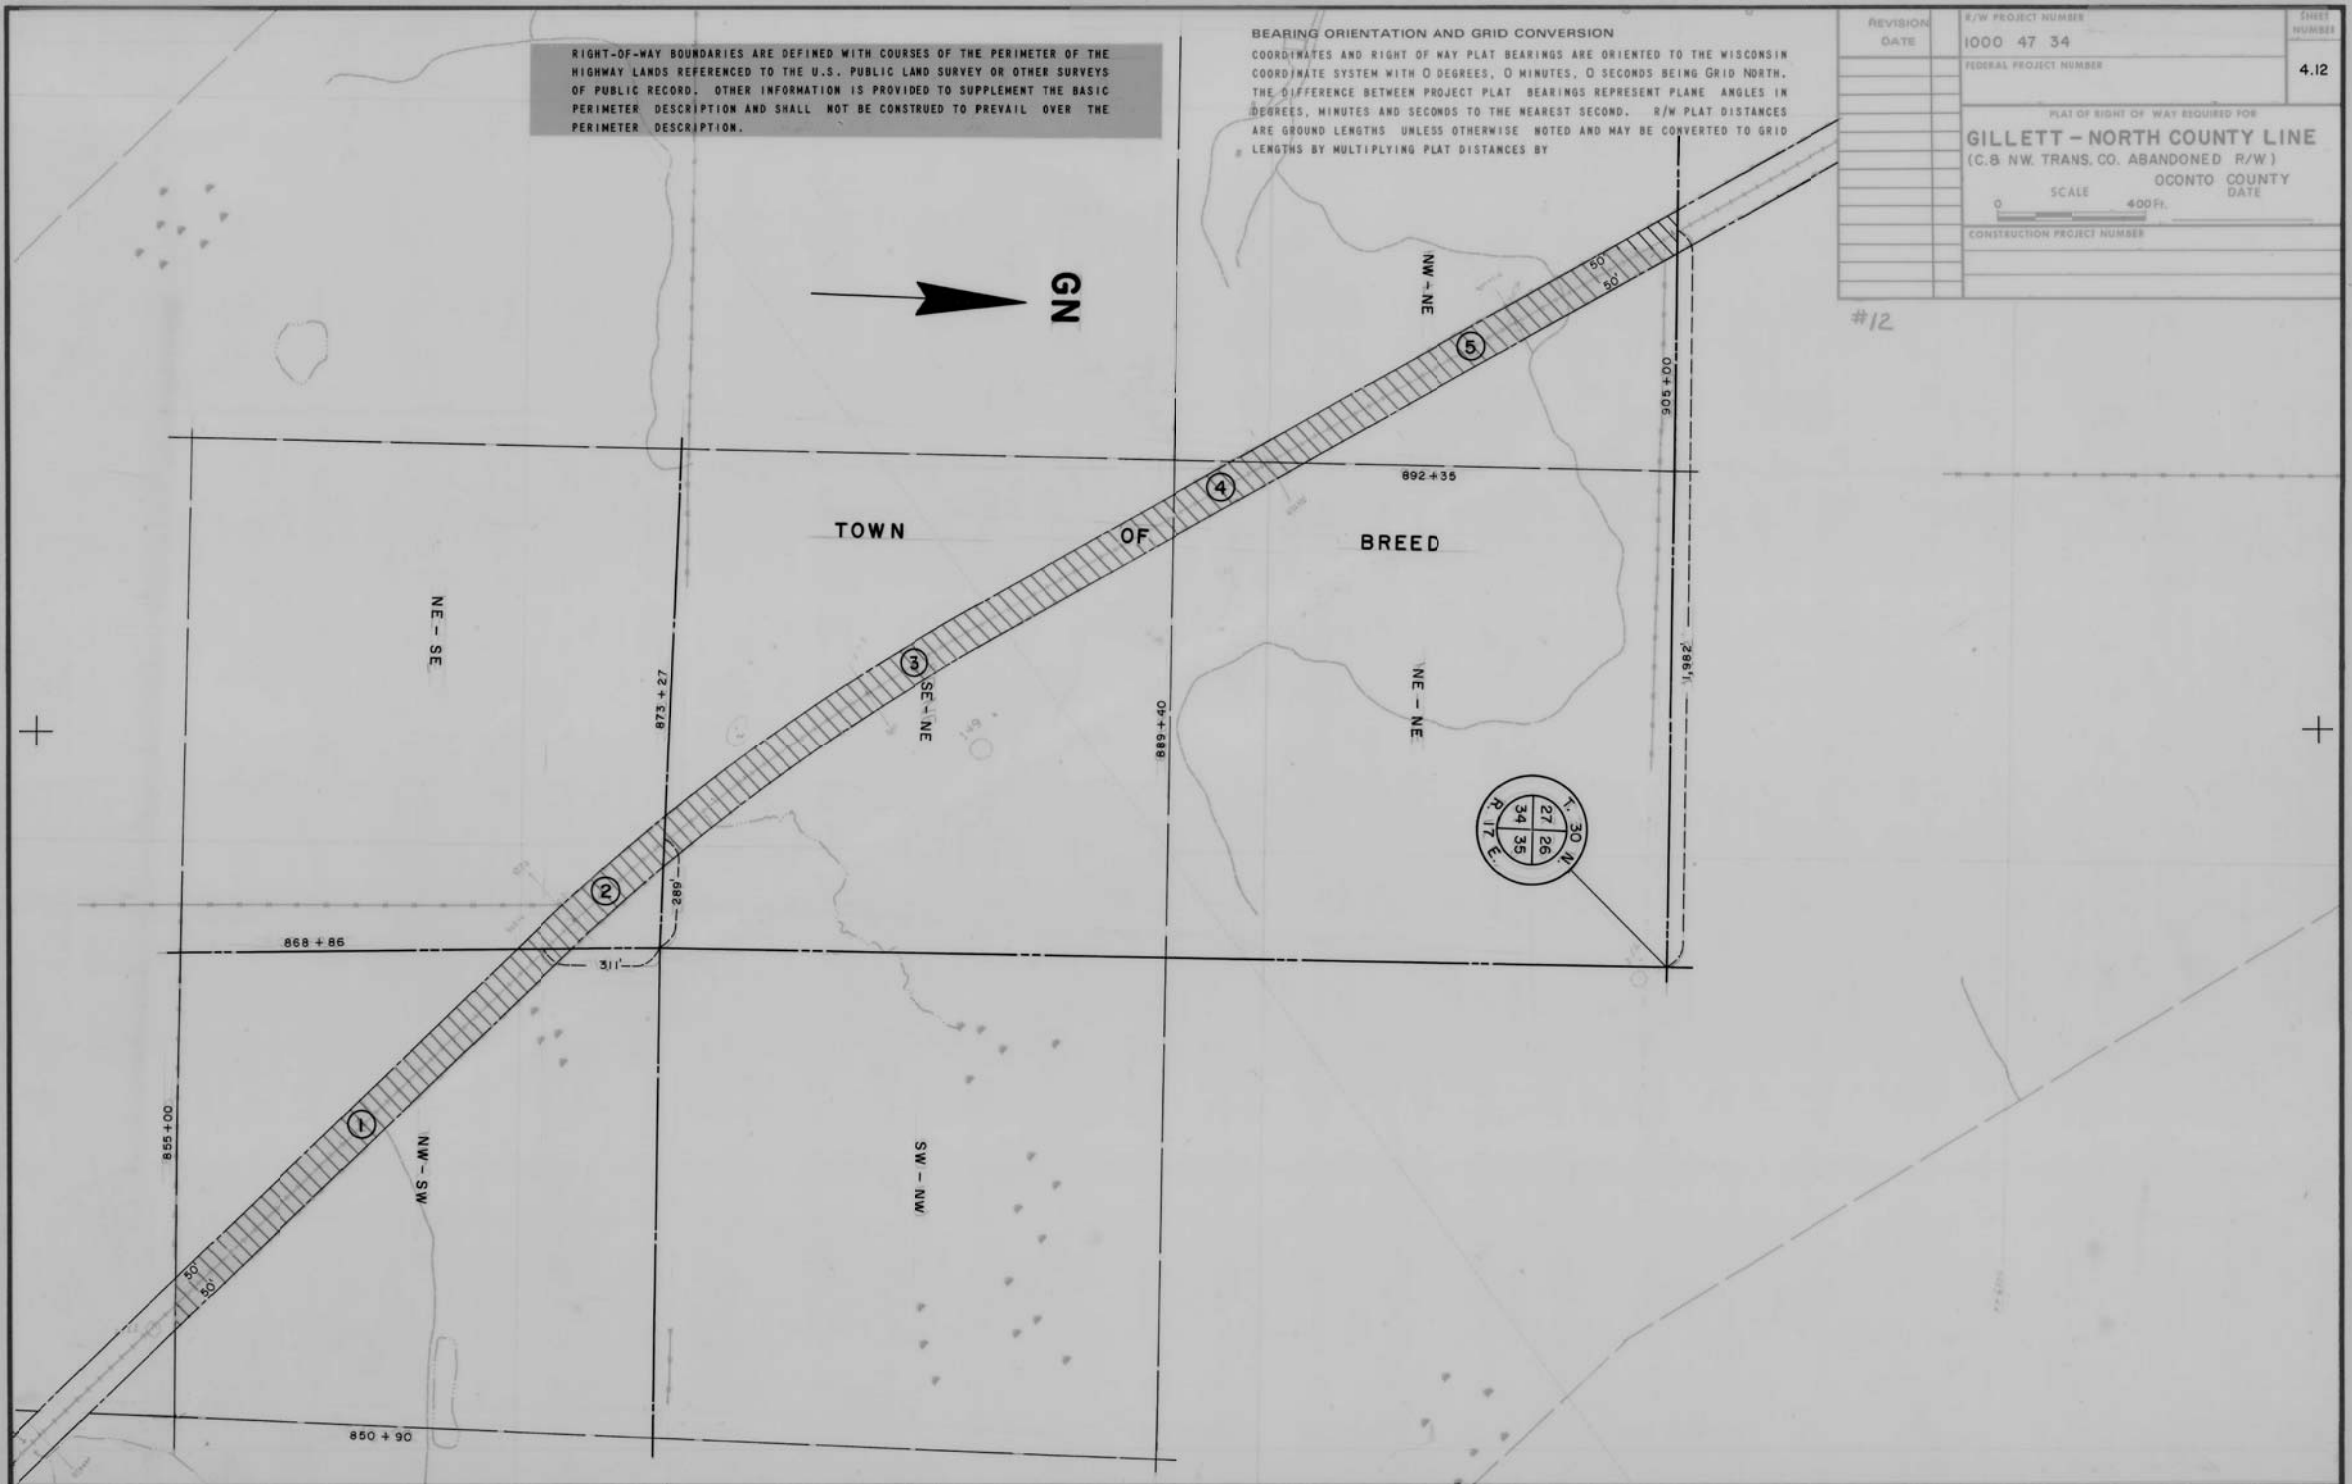 RIGHT-OF-WAY BOUNDARIES ARE DEFINED WITH COURSES OF THE PERIMETER OF THE
HIGHWAY LANDS REFERENCED TO THE U.S. PUBLIC LAND SURVEY OR OTHER SURVEYS
OF PUBLIC RECORD. OTHER INFORMATION IS PROVIDED TO SUPPLEMENT THE BASIC
PERIMETER DESCRIPTION AND SHALL NOT BE CONSTRUED TO PREVAIL OVER THE
PERIMETER DESCRIPTION.
BEARING ORIENTATION AND GRID CONVERSION
COORDINATES AND RIGHT OF WAY PLAT BEARINGS ARE ORIENTED TO THE WISCONSIN
COORDINATE SYSTEM WITH 0 DEGREES, 0 MINUTES, 0 SECONDS BEING GRID NORTH.
THE DIFFERENCE BETWEEN PROJECT PLAT BEARINGS REPRESENT PLANE ANGLES IN
DEGREES, MINUTES AND SECONDS TO THE NEAREST SECOND. R/W PLAT DISTANCES
ARE GROUND LENGTHS UNLESS OTHERWISE NOTED AND MAY BE CONVERTED TO GRID
LENGTHS BY MULTIPLYING PLAT DISTANCES BY
REVISION
DATE
R/W PROJECT NUMBER
1000 47 34
SHEET
NUMBER
4.12
FEDERAL PROJECT NUMBER
PLAT OF RIGHT OF WAY REQUIRED FOR
GILLETT - NORTH COUNTY LINE
(C.& NW. TRANS. CO. ABANDONED R/W)
OCONTO COUNTY
SCALE
DATE
0 400 Ft.
CONSTRUCTION PROJECT NUMBER
#12
GN
NW - NE
50'
50'
5
905+00
892+35
4
TOWN OF BREED
NE - SE
873+27
3
SE - NE
149
889+40
NE - NE
1,982'
T. 30 N.
R. 17 E.
27 26
34 35
2
289'
868+86
311'
1
855+00
NW - SW
SW - NW
50'
50'
850+90